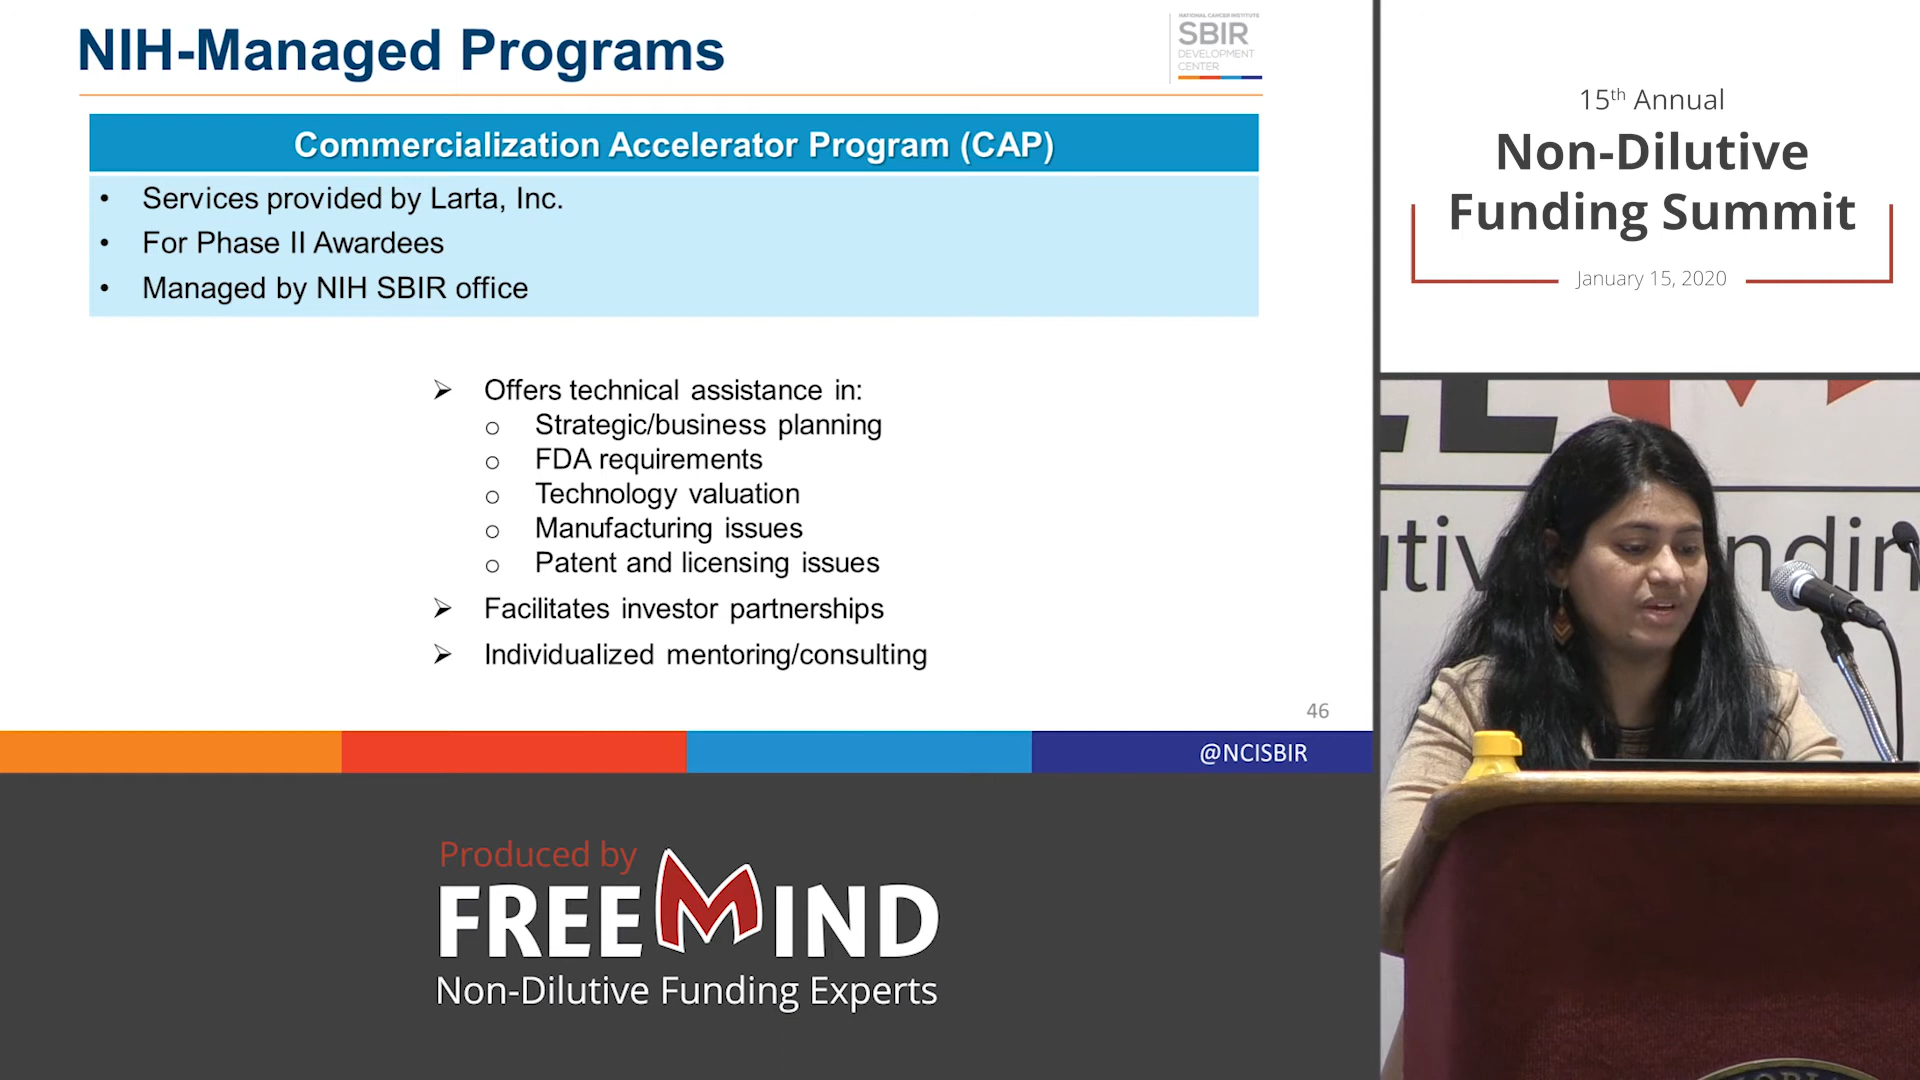 NIH-Managed Programs
NATIONAL CANCER INSTITUTE
SBIR
DEVELOPMENT
CENTER
Commercialization Accelerator Program (CAP)
• Services provided by Larta, Inc.
• For Phase II Awardees
• Managed by NIH SBIR office
➢ Offers technical assistance in:
o Strategic/business planning
o FDA requirements
o Technology valuation
o Manufacturing issues
o Patent and licensing issues
➢ Facilitates investor partnerships
➢ Individualized mentoring/consulting
46
@NCISBIR
Produced by
FREEMIND
Non-Dilutive Funding Experts
15th Annual
Non-Dilutive
Funding Summit
January 15, 2020